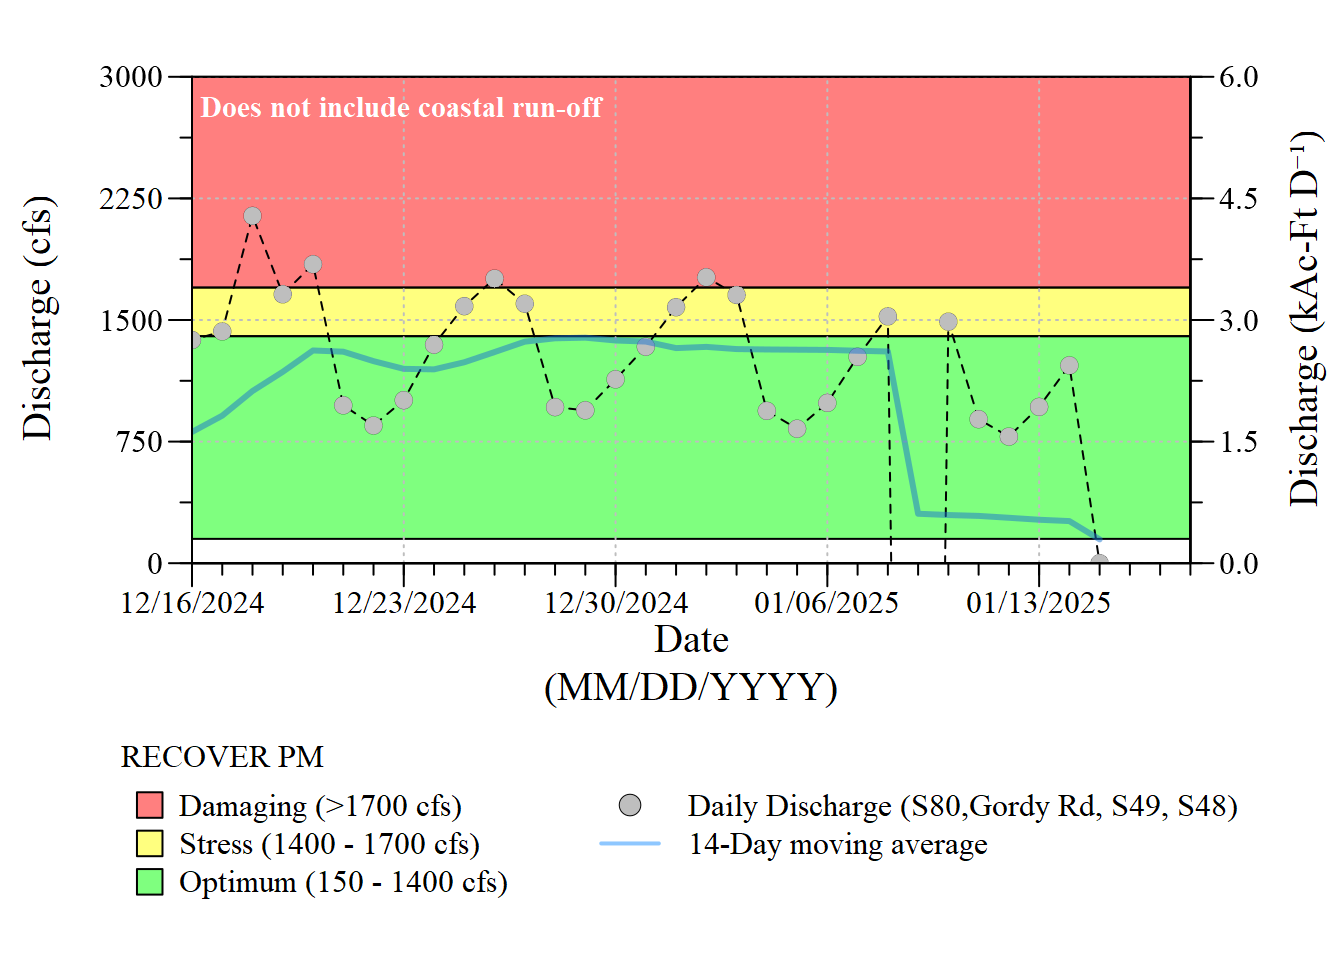 Does not include coastal run-off
3000
2250
1500
750
0
Discharge (cfs)
6.0
4.5
3.0
1.5
0.0
Discharge (kAc-Ft D⁻¹)
12/16/2024 12/23/2024 12/30/2024 01/06/2025 01/13/2025
Date
(MM/DD/YYYY)
RECOVER PM
Damaging (>1700 cfs)
Stress (1400 - 1700 cfs)
Optimum (150 - 1400 cfs)
Daily Discharge (S80,Gordy Rd, S49, S48)
14-Day moving average